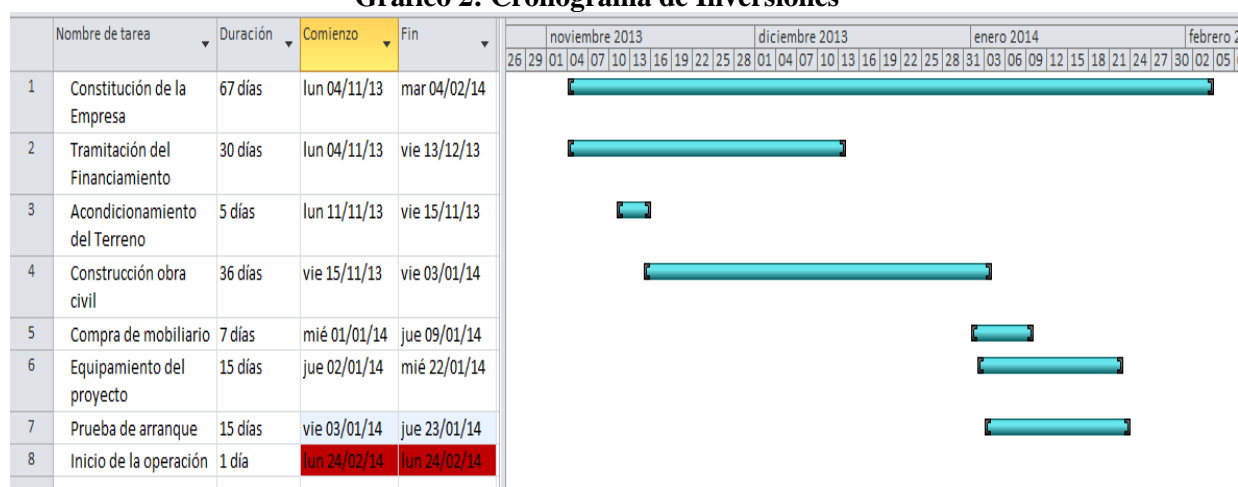 Gráfico 2: Cronograma de Inversiones
Nombre de tarea Duración Comienzo Fin
noviembre 2013 diciembre 2013 enero 2014 febrero 2
26 29 01 04 07 10 13 16 19 22 25 28 01 04 07 10 13 16 19 22 25 28 31 03 06 09 12 15 18 21 24 27 30 02 05
1 Constitución de la 67 días lun 04/11/13 mar 04/02/14
Empresa
2 Tramitación del 30 días lun 04/11/13 vie 13/12/13
Financiamiento
3 Acondicionamiento 5 días lun 11/11/13 vie 15/11/13
del Terreno
4 Construcción obra 36 días vie 15/11/13 vie 03/01/14
civil
5 Compra de mobiliario 7 días mié 01/01/14 jue 09/01/14
6 Equipamiento del 15 días jue 02/01/14 mié 22/01/14
proyecto
7 Prueba de arranque 15 días vie 03/01/14 jue 23/01/14
8 Inicio de la operación 1 día lun 24/02/14 lun 24/02/14